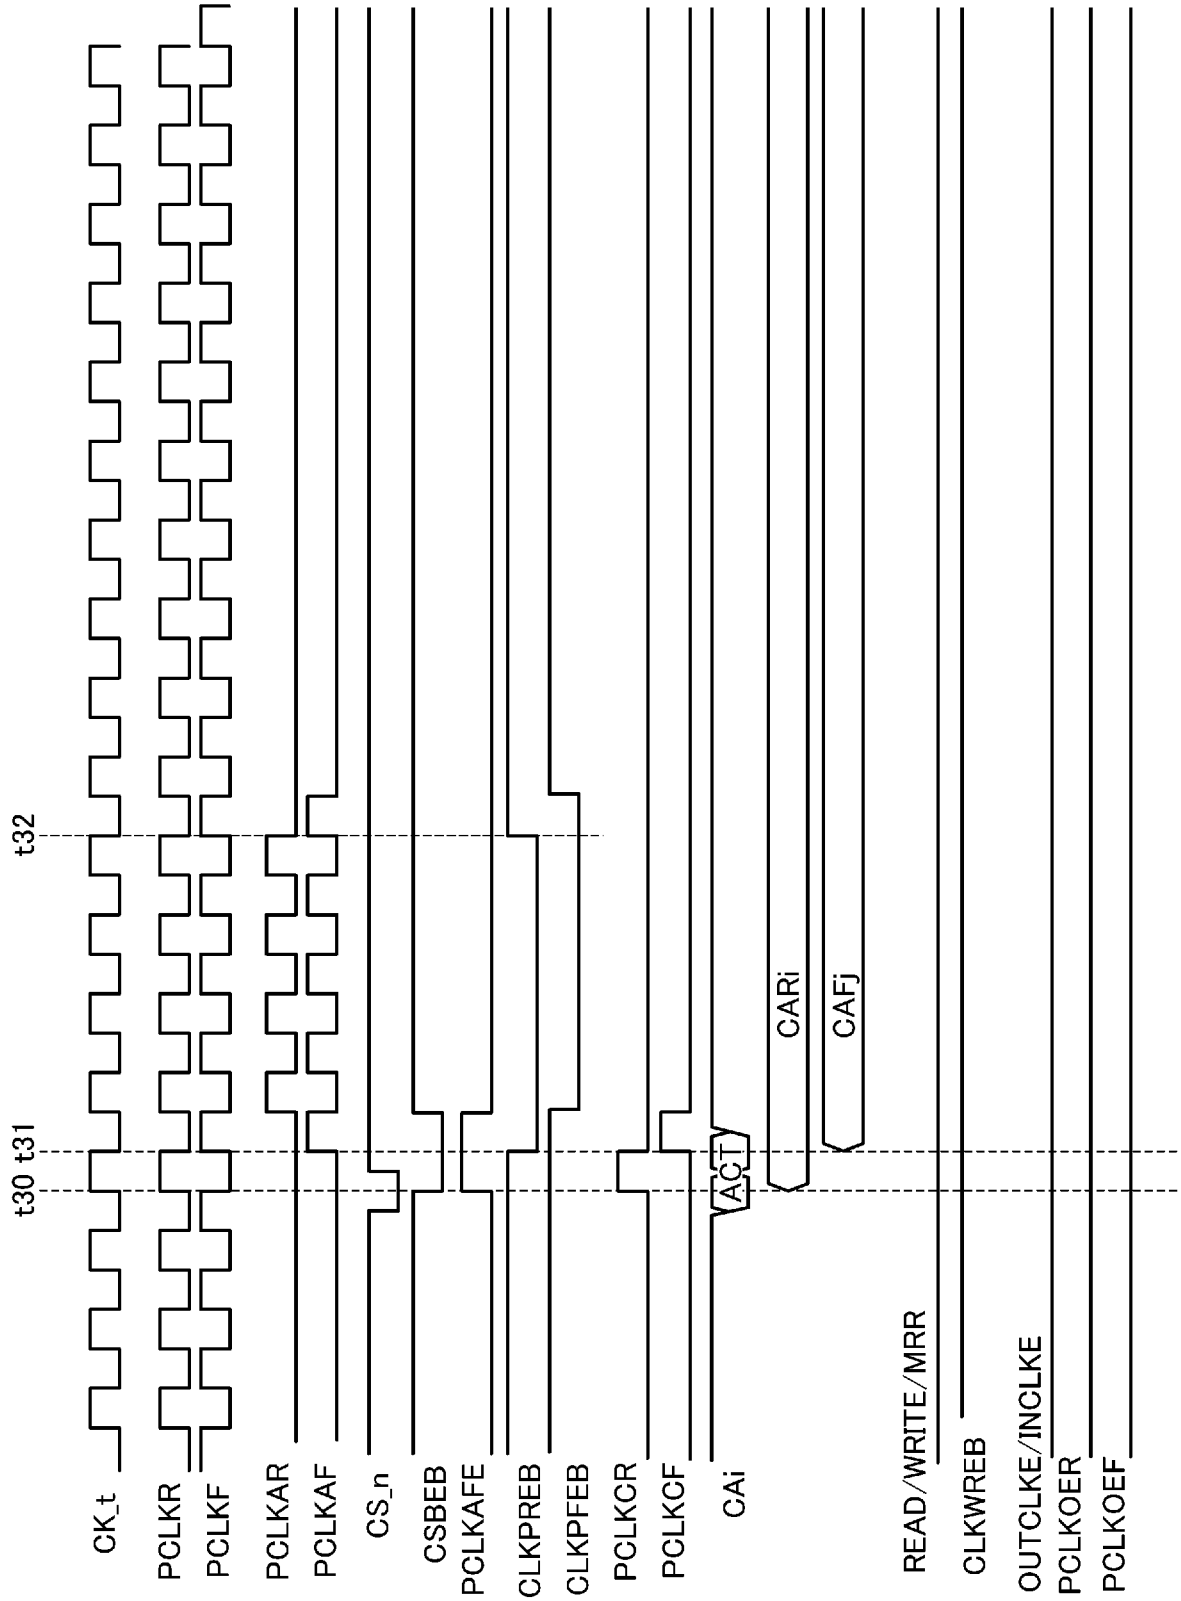 t30 t31 t32
CK_t
PCLKR
PCLKF
PCLKAR
PCLKAF
CS_n
CSBEB
PCLKAFE
CLKPREB
CLKPFEB
PCLKCR
PCLKCF
CAi
ACT
CARi
CAFj
READ/WRITE/MRR
CLKWREB
OUTCLKE/INCLKE
PCLKOER
PCLKOEF